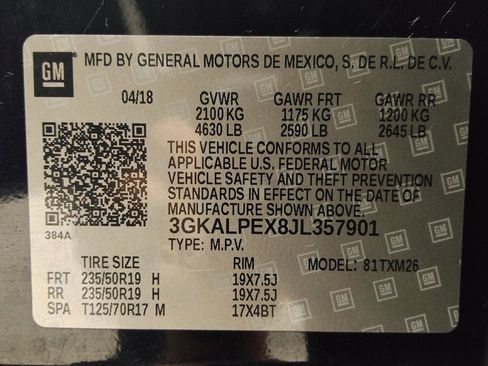 GM MFD BY GENERAL MOTORS DE MEXICO, S. DE R.L. DE C.V.
04/18 GVWR GAWR FRT GAWR RR
2100 KG 1175 KG 1200 KG
4630 LB 2590 LB 2645 LB
THIS VEHICLE CONFORMS TO ALL
APPLICABLE U.S. FEDERAL MOTOR
VEHICLE SAFETY AND THEFT PREVENTION
STANDARDS IN EFFECT ON THE DATE OF
MANUFACTURE SHOWN ABOVE.
384A 3GKALPEX8JL357901
TYPE: M.P.V. MODEL: 81TXM26
TIRE SIZE RIM
FRT 235/50R19 H 19X7.5J
RR 235/50R19 H 19X7.5J
SPA T125/70R17 M 17X4BT